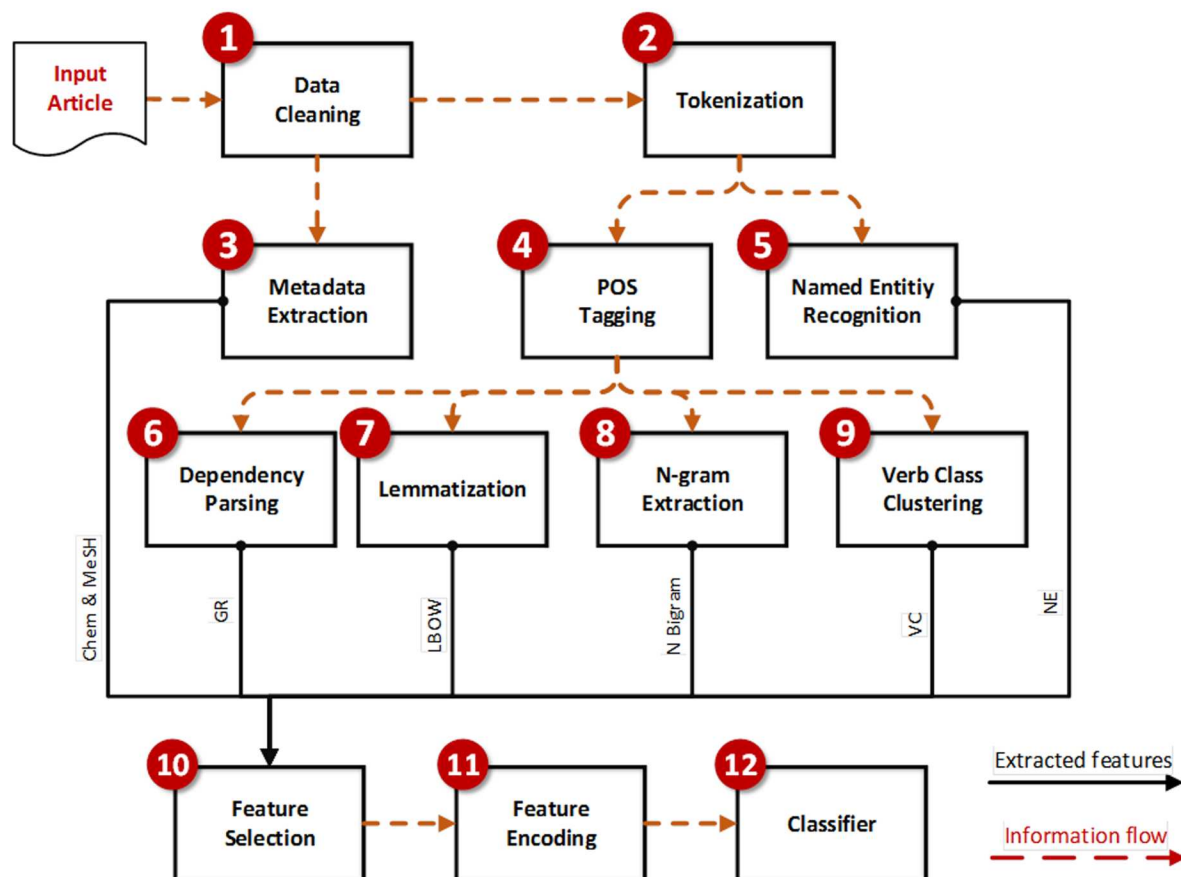 1
2
Input
Article
Data
Cleaning
Tokenization
3
4
5
Metadata
Extraction
POS
Tagging
Named Entitiy
Recognition
6
7
8
9
Dependency
Parsing
Lemmatization
N-gram
Extraction
Verb Class
Clustering
Chem & MeSH
GR
LBOW
N Bigram
VC
NE
10
11
12
Feature
Selection
Feature
Encoding
Classifier
Extracted features
Information flow